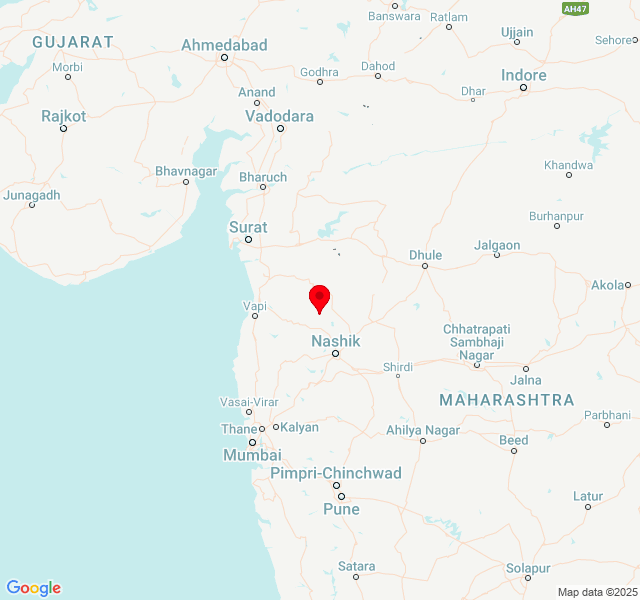 AH47
Banswara
Ratlam
Ujjain
Sehore
GUJARAT
Ahmedabad
Morbi
Godhra
Dahod
Indore
Dhar
Anand
Rajkot
Vadodara
Khandwa
Bhavnagar
Bharuch
Junagadh
Burhanpur
Surat
Dhule
Jalgaon
Akola
Vapi
Nashik
Chhatrapati
Sambhaji
Nagar
Shirdi
Jalna
Vasai-Virar
MAHARASHTRA
Parbhani
Thane
Kalyan
Ahilya Nagar
Beed
Mumbai
Pimpri-Chinchwad
Pune
Latur
Satara
Solapur
Google
Map data ©2025